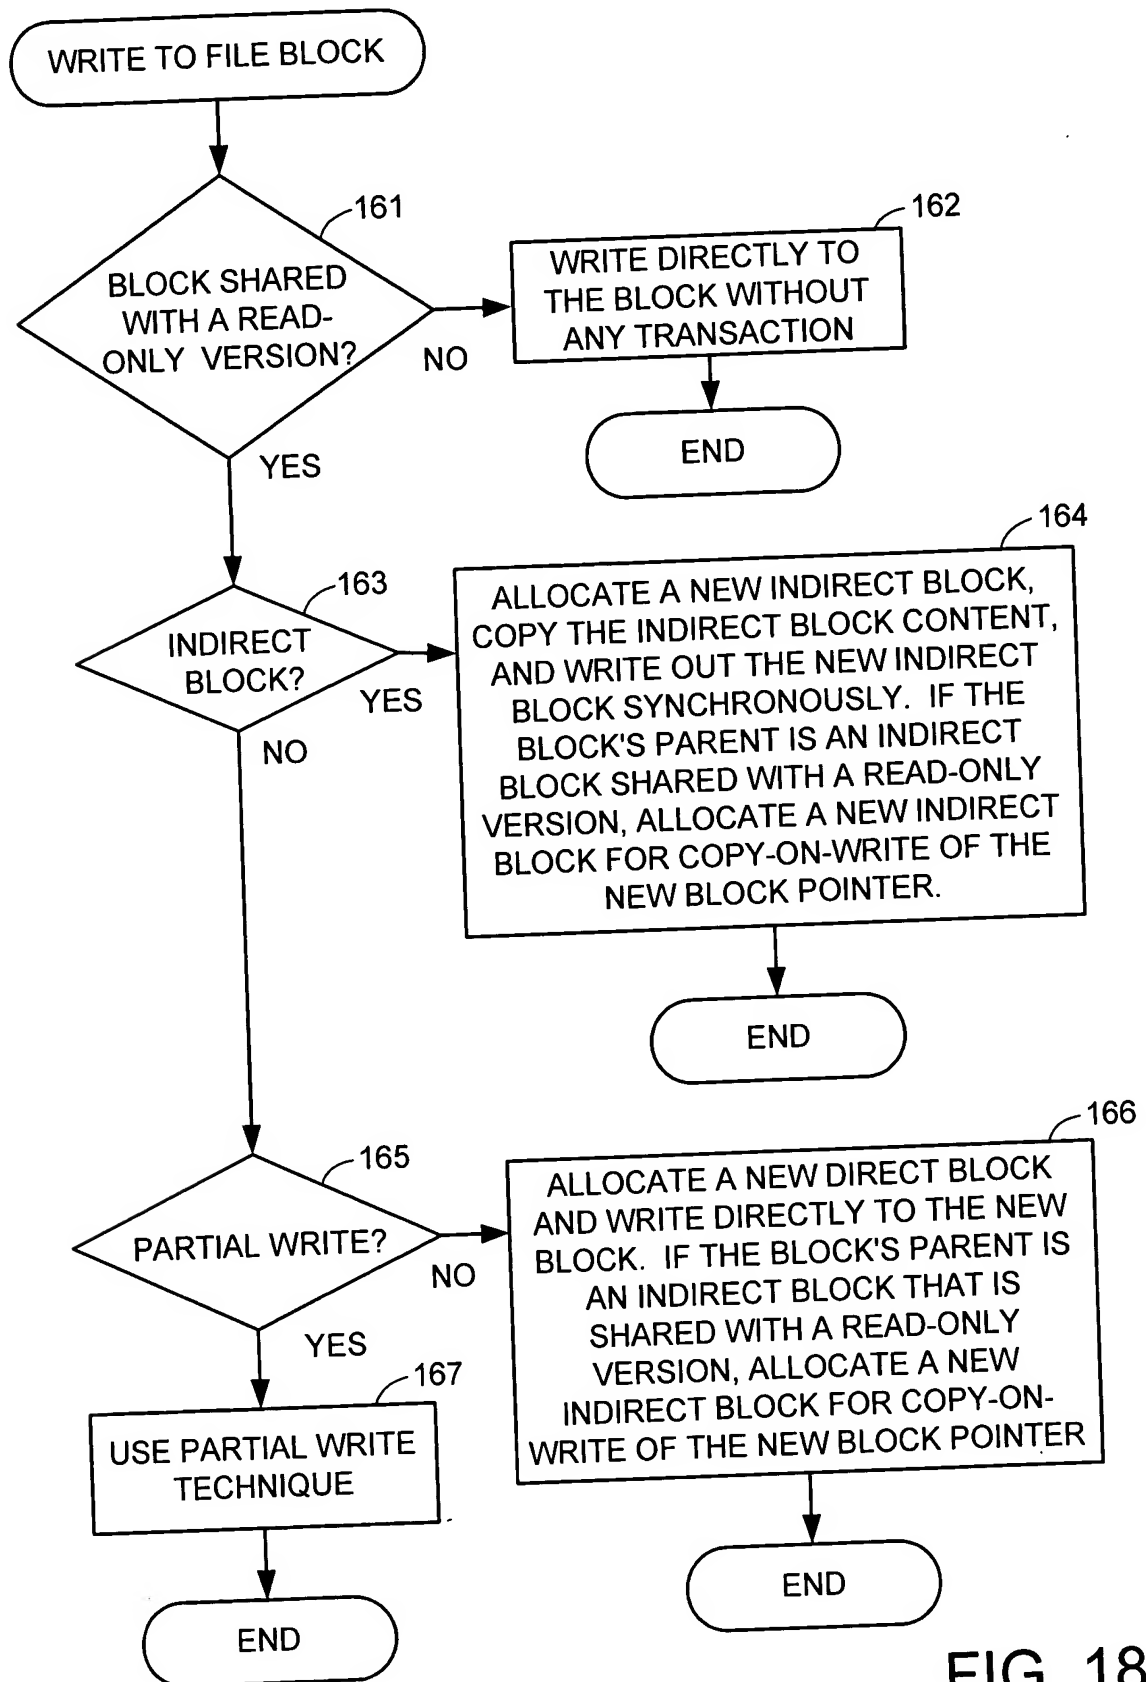 WRITE TO FILE BLOCK
161
BLOCK SHARED
WITH A READ-
ONLY VERSION?
NO
YES
162
WRITE DIRECTLY TO
THE BLOCK WITHOUT
ANY TRANSACTION
END
163
INDIRECT
BLOCK?
YES
NO
164
ALLOCATE A NEW INDIRECT BLOCK,
COPY THE INDIRECT BLOCK CONTENT,
AND WRITE OUT THE NEW INDIRECT
BLOCK SYNCHRONOUSLY. IF THE
BLOCK'S PARENT IS AN INDIRECT
BLOCK SHARED WITH A READ-ONLY
VERSION, ALLOCATE A NEW INDIRECT
BLOCK FOR COPY-ON-WRITE OF THE
NEW BLOCK POINTER.
END
165
PARTIAL WRITE?
NO
YES
166
ALLOCATE A NEW DIRECT BLOCK
AND WRITE DIRECTLY TO THE NEW
BLOCK. IF THE BLOCK'S PARENT IS
AN INDIRECT BLOCK THAT IS
SHARED WITH A READ-ONLY
VERSION, ALLOCATE A NEW
INDIRECT BLOCK FOR COPY-ON-
WRITE OF THE NEW BLOCK POINTER
END
167
USE PARTIAL WRITE
TECHNIQUE
END
FIG. 18